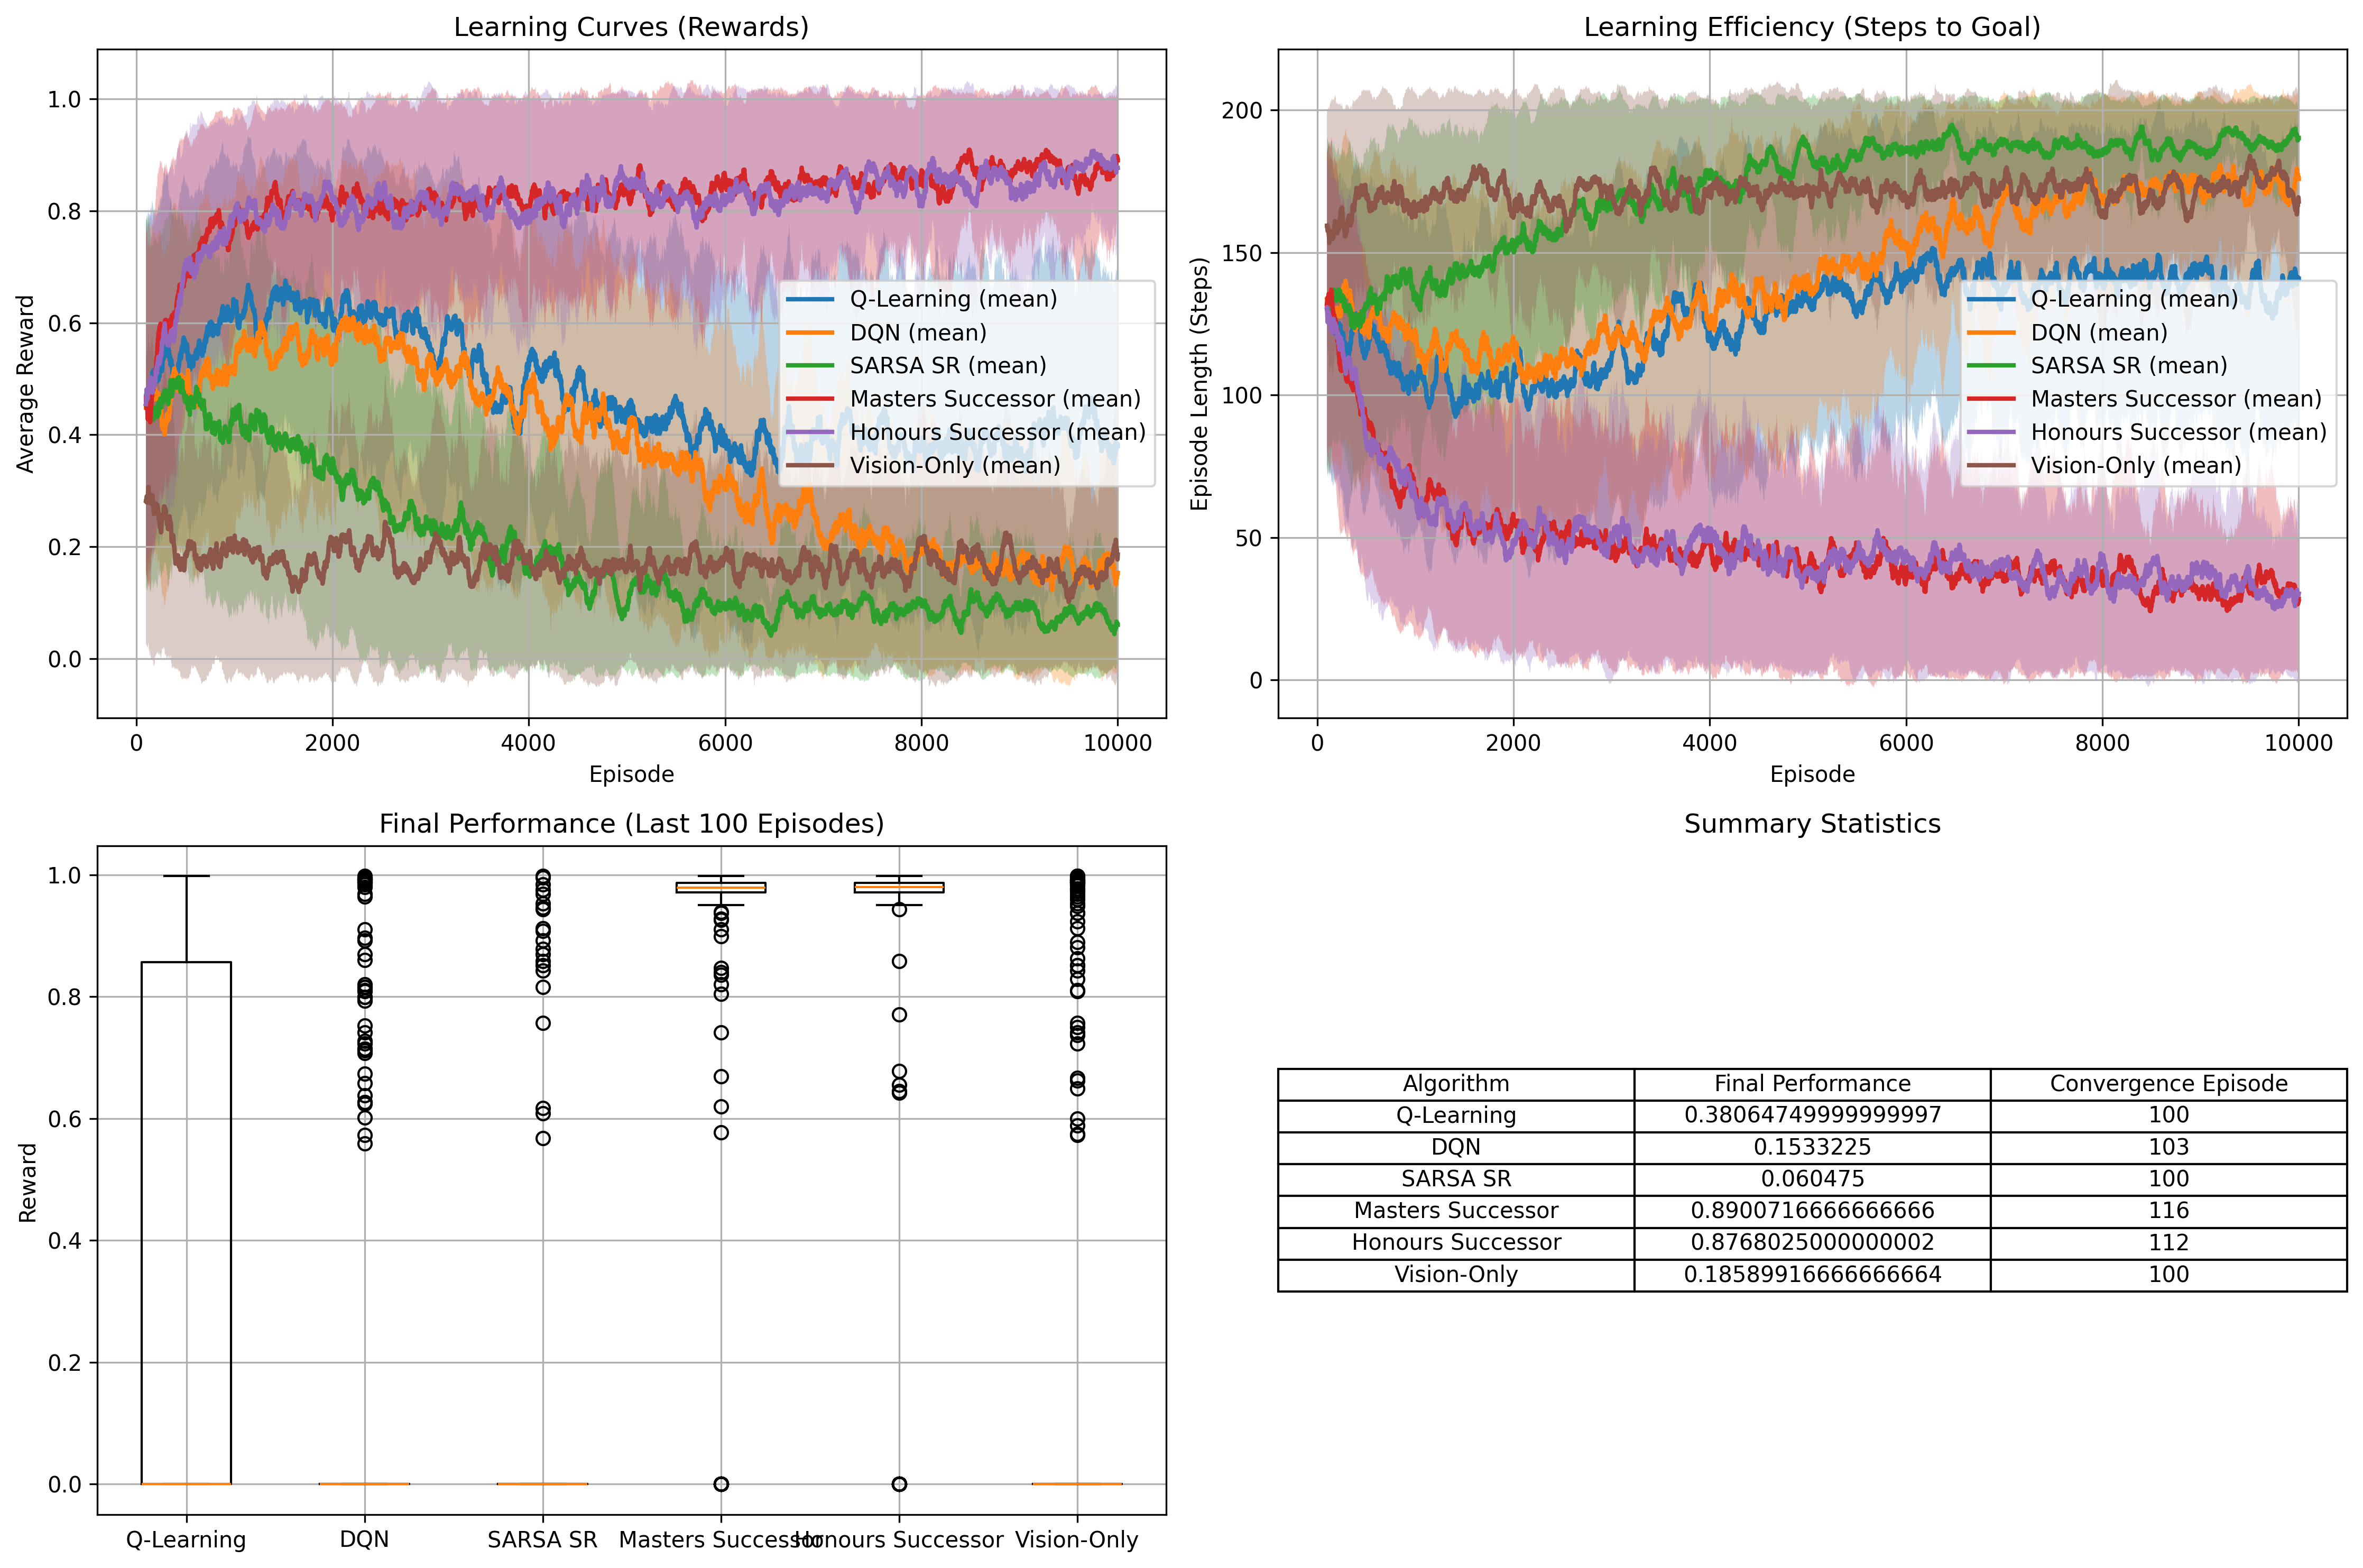 Learning Curves (Rewards)
Average Reward
1.0
0.8
0.6
0.4
0.2
0.0
0 2000 4000 6000 8000 10000
Episode
Q-Learning (mean)
DQN (mean)
SARSA SR (mean)
Masters Successor (mean)
Honours Successor (mean)
Vision-Only (mean)
Learning Efficiency (Steps to Goal)
Episode Length (Steps)
200
150
100
50
0
0 2000 4000 6000 8000 10000
Episode
Q-Learning (mean)
DQN (mean)
SARSA SR (mean)
Masters Successor (mean)
Honours Successor (mean)
Vision-Only (mean)
Final Performance (Last 100 Episodes)
Reward
1.0
0.8
0.6
0.4
0.2
0.0
Q-Learning DQN SARSA SR Masters Successor Honours Successor Vision-Only
Summary Statistics
Algorithm Final Performance Convergence Episode
Q-Learning 0.38064749999999997 100
DQN 0.1533225 103
SARSA SR 0.060475 100
Masters Successor 0.8900716666666666 116
Honours Successor 0.8768025000000002 112
Vision-Only 0.18589916666666664 100